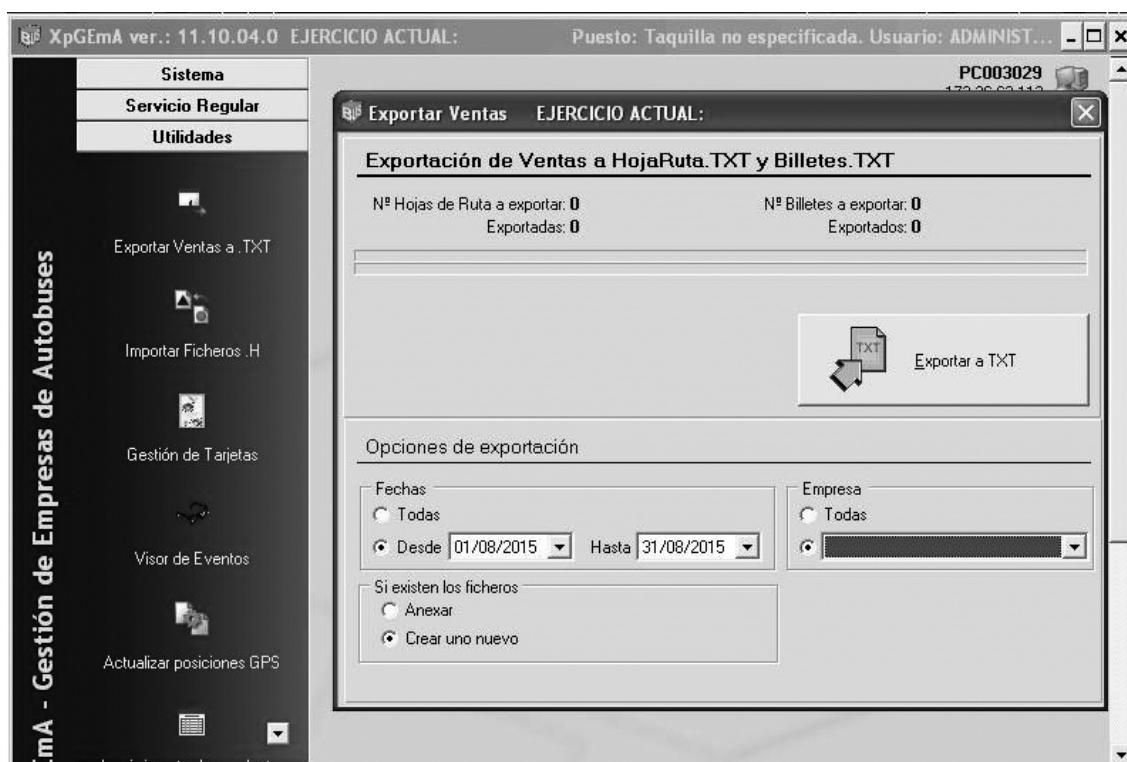 XpGEmA ver.: 11.10.04.0 EJERCICIO ACTUAL: Puesto: Taquilla no especificada. Usuario: ADMINIST...
Sistema
Servicio Regular
Utilidades
Exportar Ventas a .TXT
Importar Ficheros .H
Gestión de Tarjetas
Visor de Eventos
Actualizar posiciones GPS
EmA - Gestión de Empresas de Autobuses
PC003029
Exportar Ventas EJERCICIO ACTUAL:
Exportación de Ventas a HojaRuta.TXT y Billetes.TXT
Nº Hojas de Ruta a exportar: 0 Nº Billetes a exportar: 0
Exportadas: 0 Exportados: 0
TXT
Exportar a TXT
Opciones de exportación
Fechas
Todas
Desde 01/08/2015 Hasta 31/08/2015
Empresa
Todas
Si existen los ficheros
Anexar
Crear uno nuevo